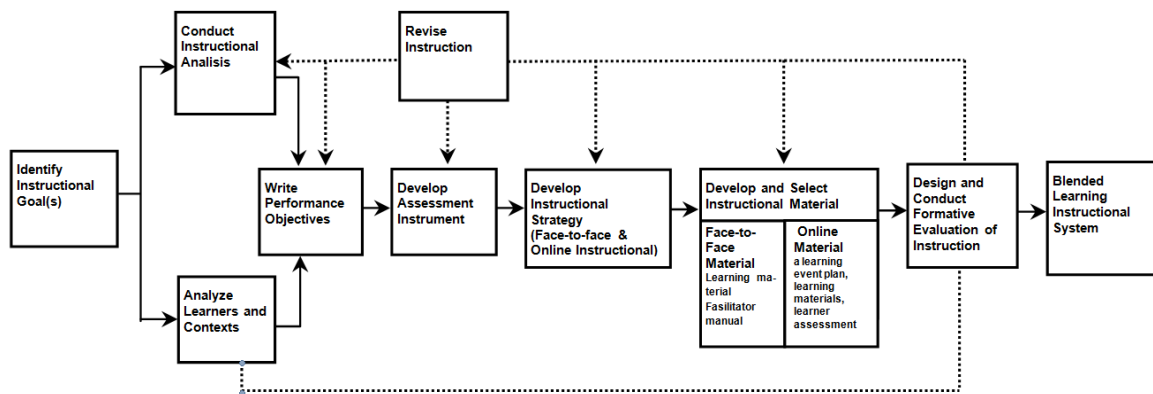 Conduct
Instructional
Analisis
Revise
Instruction
Identify
Instructional
Goal(s)
Write
Performance
Objectives
Develop
Assessment
Instrument
Develop
Instructional
Strategy
(Face-to-face &
Online Instructional)
Develop and Select
Instructional Material
Face-to-
Face
Material
Learning ma-
terial
Fasilitator
manual
Online
Material
a learning
event plan,
learning
materials,
learner
assessment
Design and
Conduct
Formative
Evaluation of
Instruction
Blended
Learning
Instructional
System
Analyze
Learners and
Contexts